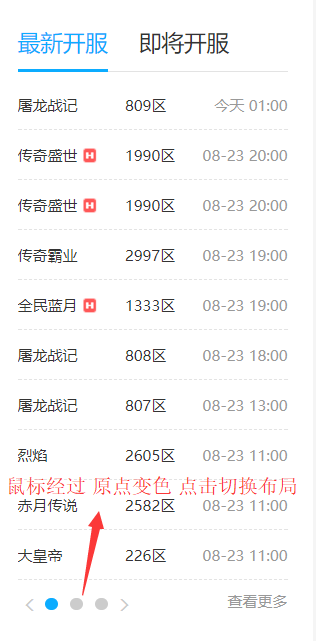 最新开服 即将开服
屠龙战记 809区 今天 01:00
传奇盛世 H 1990区 08-23 20:00
传奇盛世 H 1990区 08-23 20:00
传奇霸业 2997区 08-23 19:00
全民蓝月 H 1333区 08-23 19:00
屠龙战记 808区 08-23 18:00
屠龙战记 807区 08-23 13:00
烈焰 2605区 08-23 11:00
鼠标经过 原点变色 点击切换布局
赤月传说 2582区 08-23 11:00
大皇帝 226区 08-23 11:00
查看更多